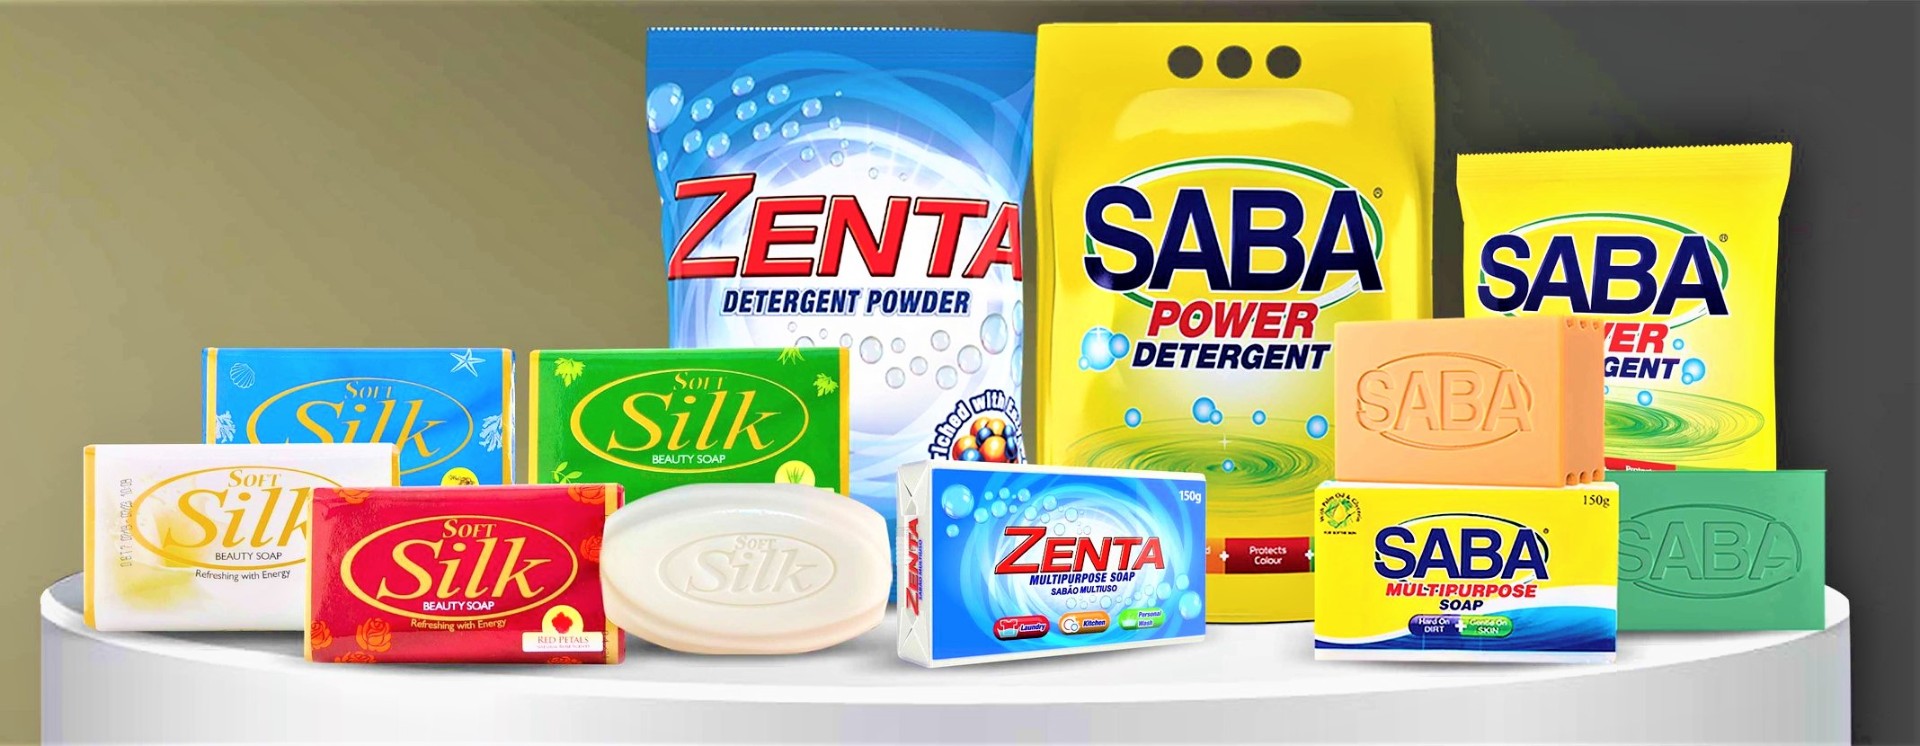 ZENTA
DETERGENT POWDER
SABA®
POWER
DETERGENT
Protects
Colour
SABA®
SABA
SOFT
Silk
SOFT
Silk
BEAUTY SOAP
SOFT
Silk
BEAUTY SOAP
Refreshing with Energy
SOFT
Silk
BEAUTY SOAP
Refreshing with Energy
RED PETALS
SOFT
Silk
ZENTA
150g
ZENTA
MULTIPURPOSE SOAP
SABÃO MULTIUSO
Laundry
Kitchen
Personal
Wash
150g
SABA®
MULTIPURPOSE
SOAP
Hard On
DIRT
Gentle On
SKIN
SABA